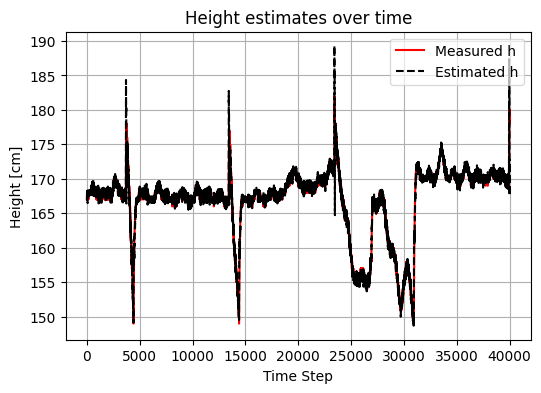 Height estimates over time
Height [cm]
190
185
180
175
170
165
160
155
150
Measured h
Estimated h
0 5000 10000 15000 20000 25000 30000 35000 40000
Time Step